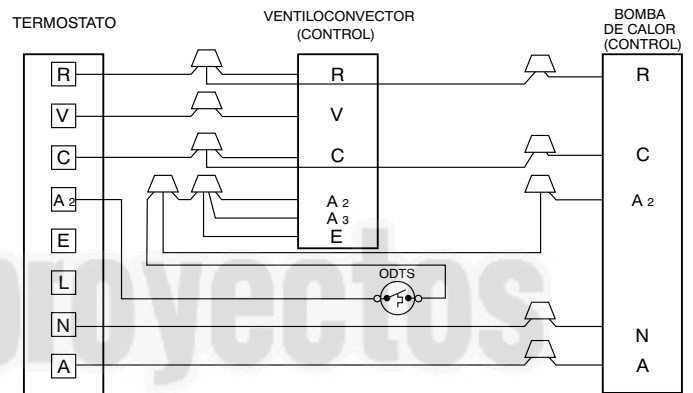 TERMOSTATO
VENTILOCONVECTOR
(CONTROL)
BOMBA
DE CALOR
(CONTROL)
R
V
C
A2
E
L
N
A
R
V
C
A2
A3
E
ODTS
R
C
A2
N
A
proyectos